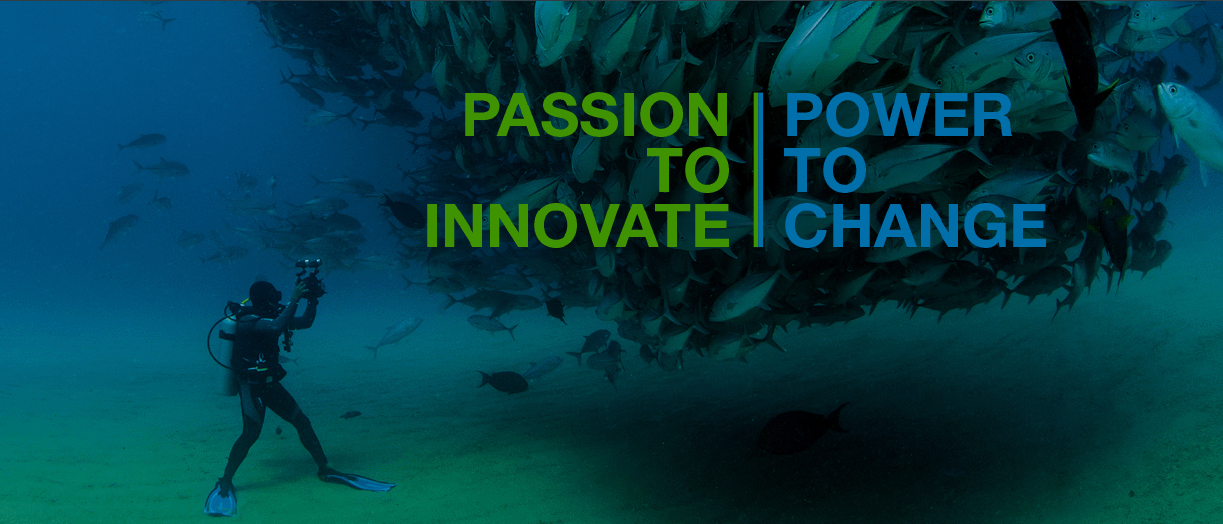 PASSION
TO
INNOVATE
POWER
TO
CHANGE